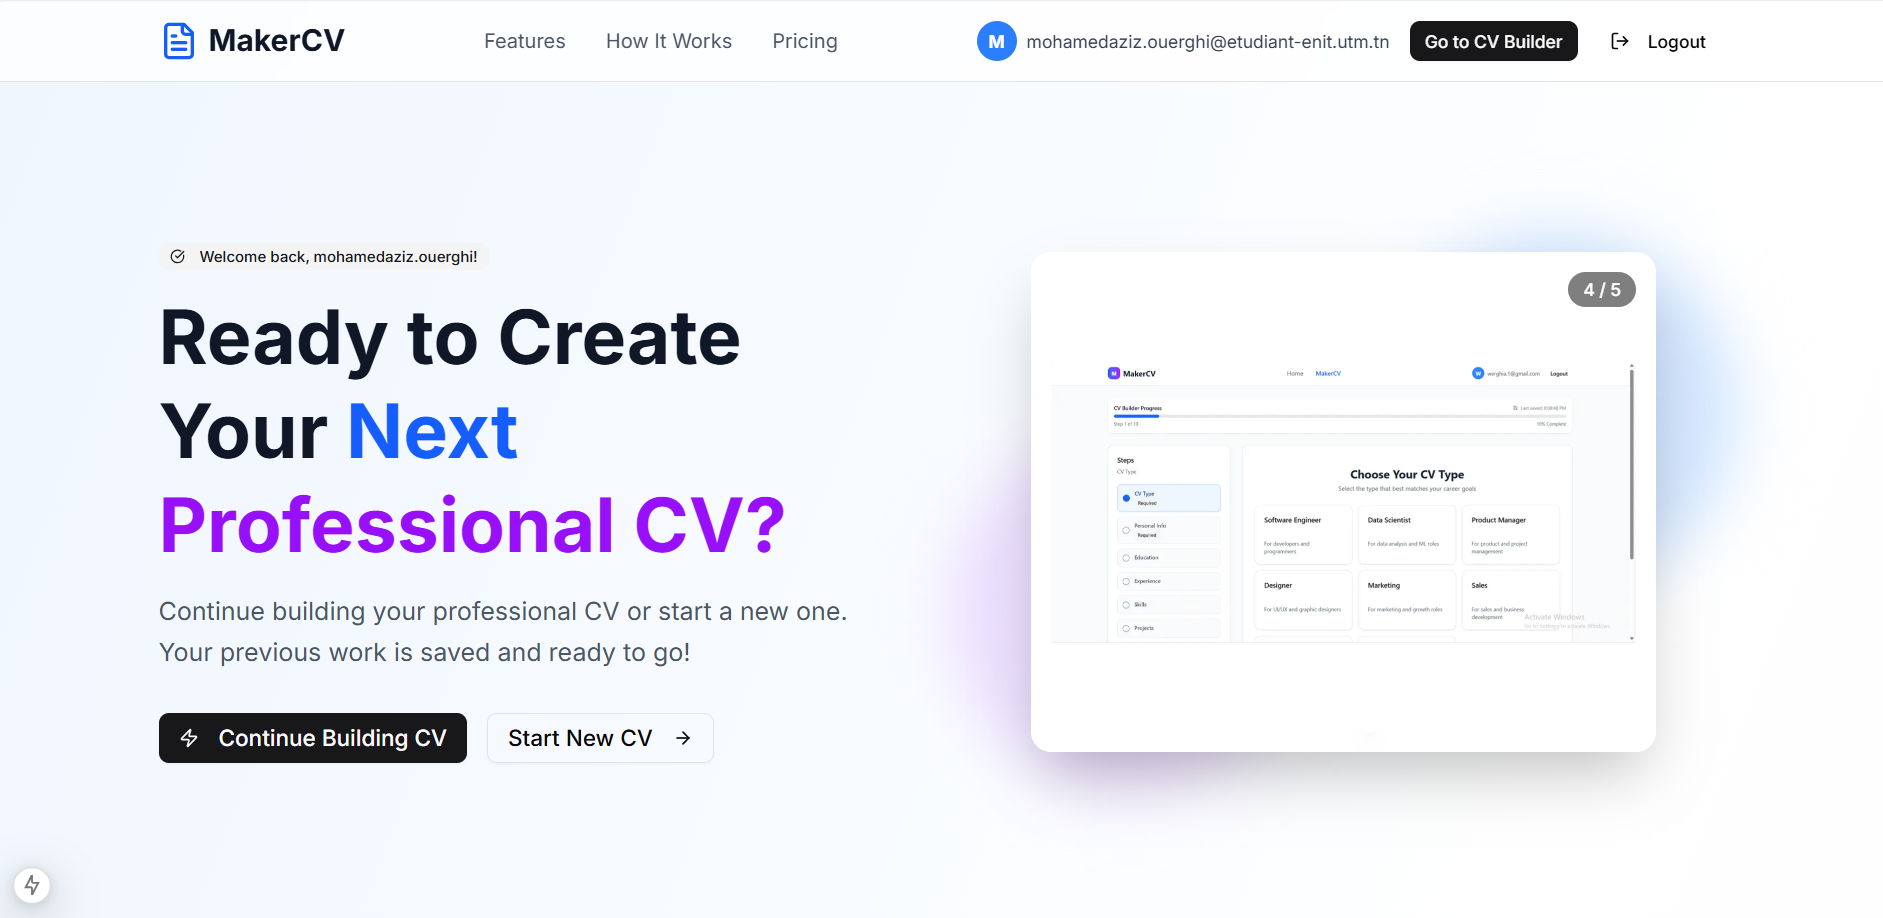 MakerCV
Features
How It Works
Pricing
M
mohamedaziz.ouerghi@etudiant-enit.utm.tn
Go to CV Builder
Logout
Welcome back, mohamedaziz.ouerghi!
Ready to Create
Your Next
Professional CV?
Continue building your professional CV or start a new one.
Your previous work is saved and ready to go!
Continue Building CV
Start New CV
4 / 5
M
MakerCV
Home
MakerCV
W
werghia.1@gmail.com
Logout
CV Builder Progress
Step 1 of 10
10% Complete
Steps
CV Type
CV Type
Required
Personal Info
Required
Education
Experience
Skills
Projects
Choose Your CV Type
Select the type that best matches your career goals
Software Engineer
For developers and
programmers
Data Scientist
For data analysis and ML roles
Product Manager
For product and project
management
Designer
For UI/UX and graphic designers
Marketing
For marketing and growth roles
Sales
For sales and business
development
Activate Windows
Go to Settings to activate Windows.